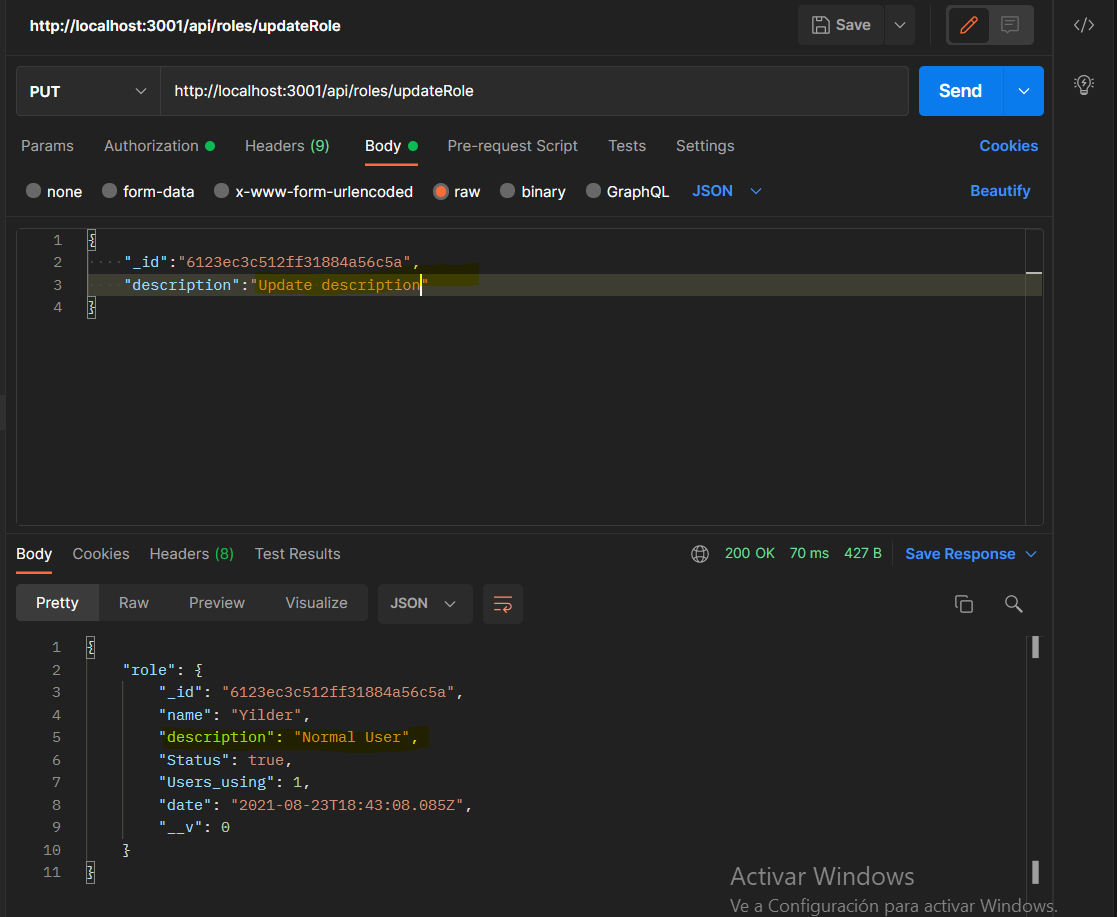 http://localhost:3001/api/roles/updateRole
Save
PUT
http://localhost:3001/api/roles/updateRole
Send
Params Authorization Headers (9) Body Pre-request Script Tests Settings Cookies
none form-data x-www-form-urlencoded raw binary GraphQL JSON Beautify
1 {
2 ····"_id":"6123ec3c512ff31884a56c5a",
3 ····"description":"Update description"
4 }
Body Cookies Headers (8) Test Results 200 OK 70 ms 427 B Save Response
Pretty Raw Preview Visualize JSON
1 {
2 "role": {
3 "_id": "6123ec3c512ff31884a56c5a",
4 "name": "Yilder",
5 "description": "Normal User",
6 "Status": true,
7 "Users_using": 1,
8 "date": "2021-08-23T18:43:08.085Z",
9 "__v": 0
10 }
11 }
Activar Windows
Ve a Configuración para activar Windows.